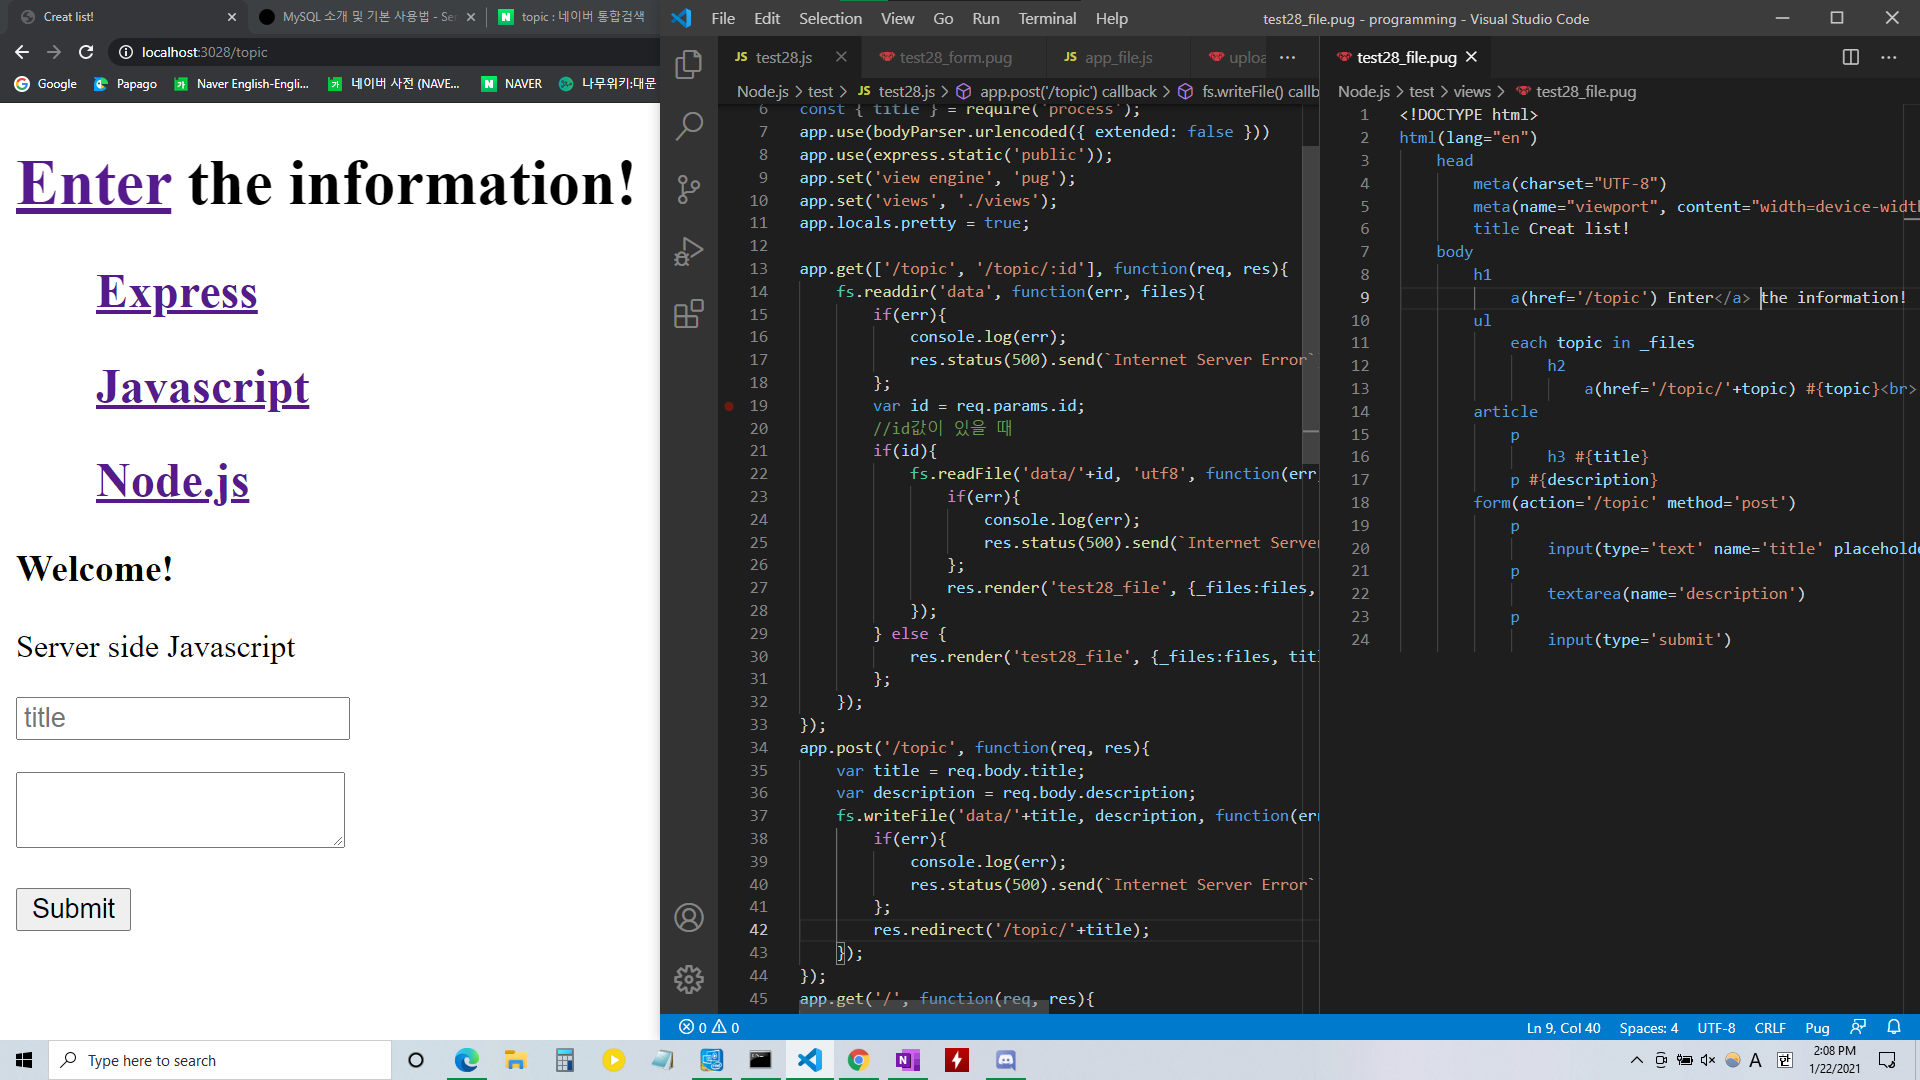 Creat list!
MySQL 소개 및 기본 사용법 - Ser
topic : 네이버 통합검색
localhost:3028/topic
Google
Papago
Naver English-Engli...
네이버 사전 (NAVE...
NAVER
나무위키:대문
Enter the information!
Express
Javascript
Node.js
Welcome!
Server side Javascript
title
Submit
File Edit Selection View Go Run Terminal Help
test28_file.pug - programming - Visual Studio Code
JS test28.js
test28_form.pug
JS app_file.js
uploa
Node.js > test > JS test28.js > app.post('/topic') callback > fs.writeFile() callb
6 const { title } = require('process');
7 app.use(bodyParser.urlencoded({ extended: false }))
8 app.use(express.static('public'));
9 app.set('view engine', 'pug');
10 app.set('views', './views');
11 app.locals.pretty = true;
12
13 app.get(['/topic', '/topic/:id'], function(req, res){
14 fs.readdir('data', function(err, files){
15 if(err){
16 console.log(err);
17 res.status(500).send(`Internet Server Error`
18 };
19 var id = req.params.id;
20 //id값이 있을 때
21 if(id){
22 fs.readFile('data/'+id, 'utf8', function(err
23 if(err){
24 console.log(err);
25 res.status(500).send(`Internet Serve
26 };
27 res.render('test28_file', {_files:files,
28 });
29 } else {
30 res.render('test28_file', {_files:files, tit
31 };
32 });
33 });
34 app.post('/topic', function(req, res){
35 var title = req.body.title;
36 var description = req.body.description;
37 fs.writeFile('data/'+title, description, function(er
38 if(err){
39 console.log(err);
40 res.status(500).send(`Internet Server Error`
41 };
42 res.redirect('/topic/'+title);
43 });
44 });
45 app.get('/', function(req, res){
test28_file.pug
Node.js > test > views > test28_file.pug
1 <!DOCTYPE html>
2 html(lang="en")
3 head
4 meta(charset="UTF-8")
5 meta(name="viewport", content="width=device-widt
6 title Creat list!
7 body
8 h1
9 a(href='/topic') Enter</a> the information!
10 ul
11 each topic in _files
12 h2
13 a(href='/topic/'+topic) #{topic}<br>
14 article
15 p
16 h3 #{title}
17 p #{description}
18 form(action='/topic' method='post')
19 p
20 input(type='text' name='title' placeholde
21 p
22 textarea(name='description')
23 p
24 input(type='submit')
0 0
Ln 9, Col 40
Spaces: 4
UTF-8
CRLF
Pug
Type here to search
A
한
2:08 PM
1/22/2021